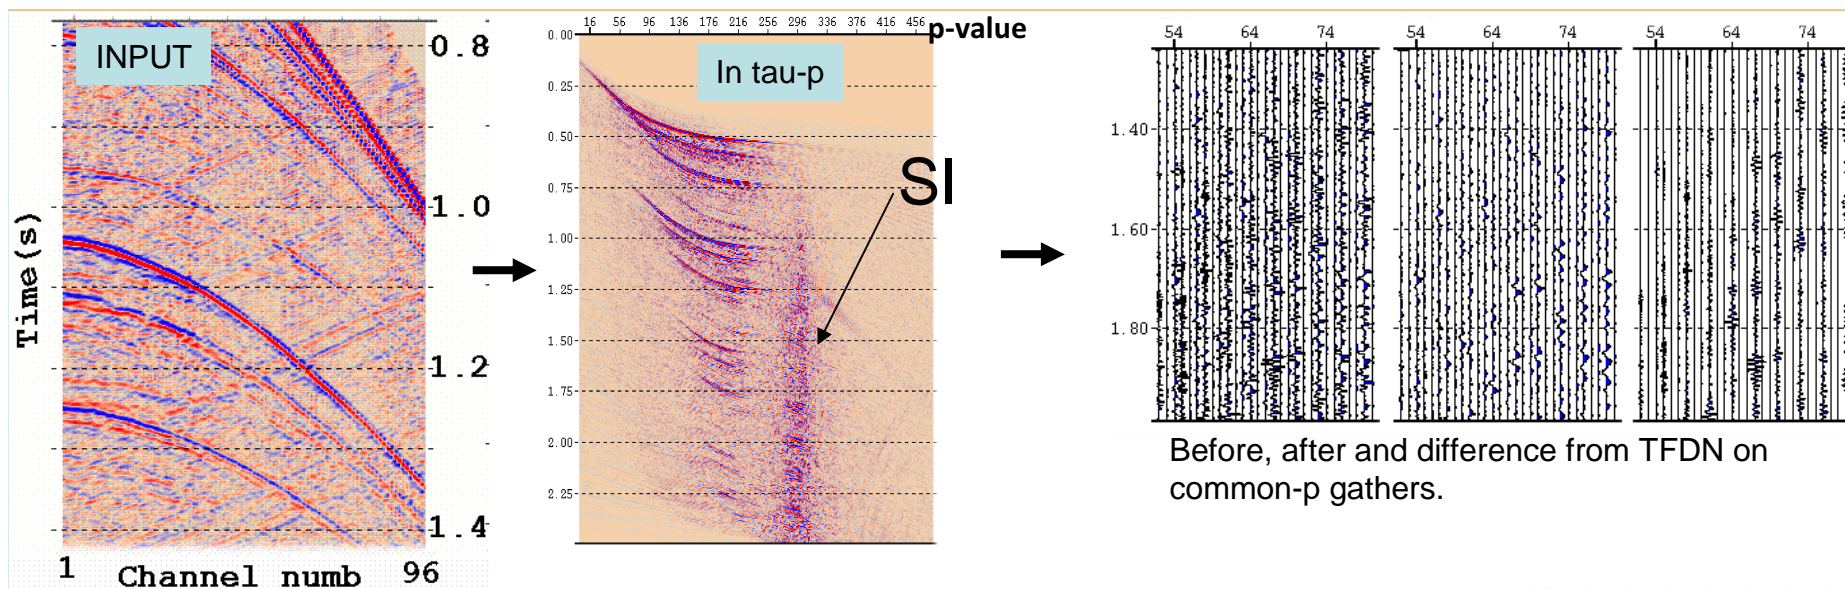 INPUT
0.8
1.0
1.2
1.4
Time(s)
1 Channel numb 96
16 56 96 136 176 216 256 296 336 376 416 456 p-value
0.00
0.25
0.50
0.75
1.00
1.25
1.50
1.75
2.00
2.25
In tau-p
SI
54 64 74
54 64 74
54 64 74
1.40
1.60
1.80
Before, after and difference from TFDN on
common-p gathers.